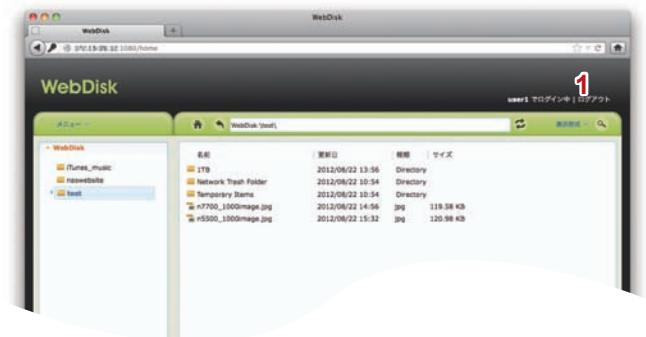 WebDisk
WebDisk
:1080/home
1
WebDisk
user1 でログイン中 | ログアウト
メニュー
WebDisk \test\
表示形式
WebDisk
iTunes_music
naswebsite
test
名前 更新日 種類 サイズ
1TB 2012/08/22 13:56 Directory
Network Trash Folder 2012/08/22 10:54 Directory
Temporary Items 2012/08/22 10:54 Directory
n7700_1000image.jpg 2012/08/22 14:56 jpg 119.58 KB
n5500_1000image.jpg 2012/08/22 15:32 jpg 120.98 KB